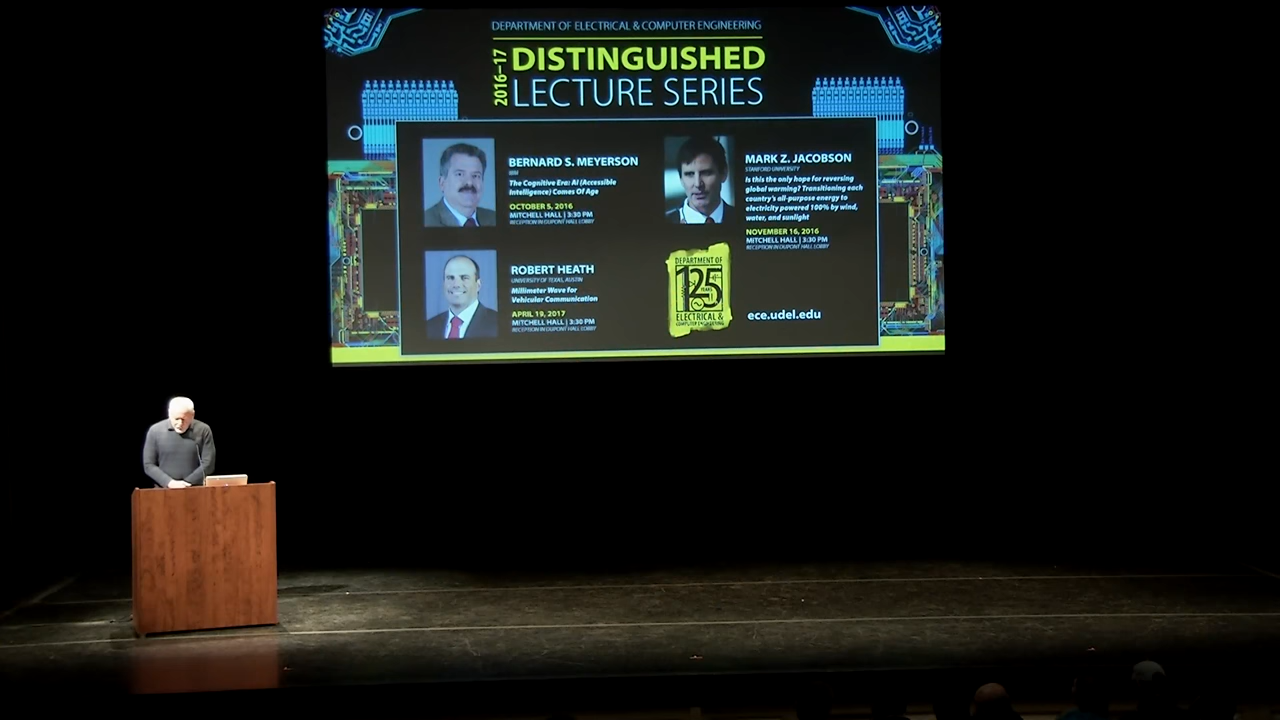 DEPARTMENT OF ELECTRICAL & COMPUTER ENGINEERING
2016–17
DISTINGUISHED
LECTURE SERIES
BERNARD S. MEYERSON
IBM
The Cognitive Era: AI (Accessible
Intelligence) Comes Of Age
OCTOBER 5, 2016
MITCHELL HALL | 3:30 PM
RECEPTION IN DUPONT HALL LOBBY
MARK Z. JACOBSON
STANFORD UNIVERSITY
Is this the only hope for reversing
global warming? Transitioning each
country's all-purpose energy to
electricity powered 100% by wind,
water, and sunlight
NOVEMBER 16, 2016
MITCHELL HALL | 3:30 PM
RECEPTION IN DUPONT HALL LOBBY
ROBERT HEATH
UNIVERSITY OF TEXAS, AUSTIN
Millimeter Wave for
Vehicular Communication
APRIL 19, 2017
MITCHELL HALL | 3:30 PM
RECEPTION IN DUPONT HALL LOBBY
DEPARTMENT OF
125
YEARS
ELECTRICAL &
COMPUTER ENGINEERING
ece.udel.edu